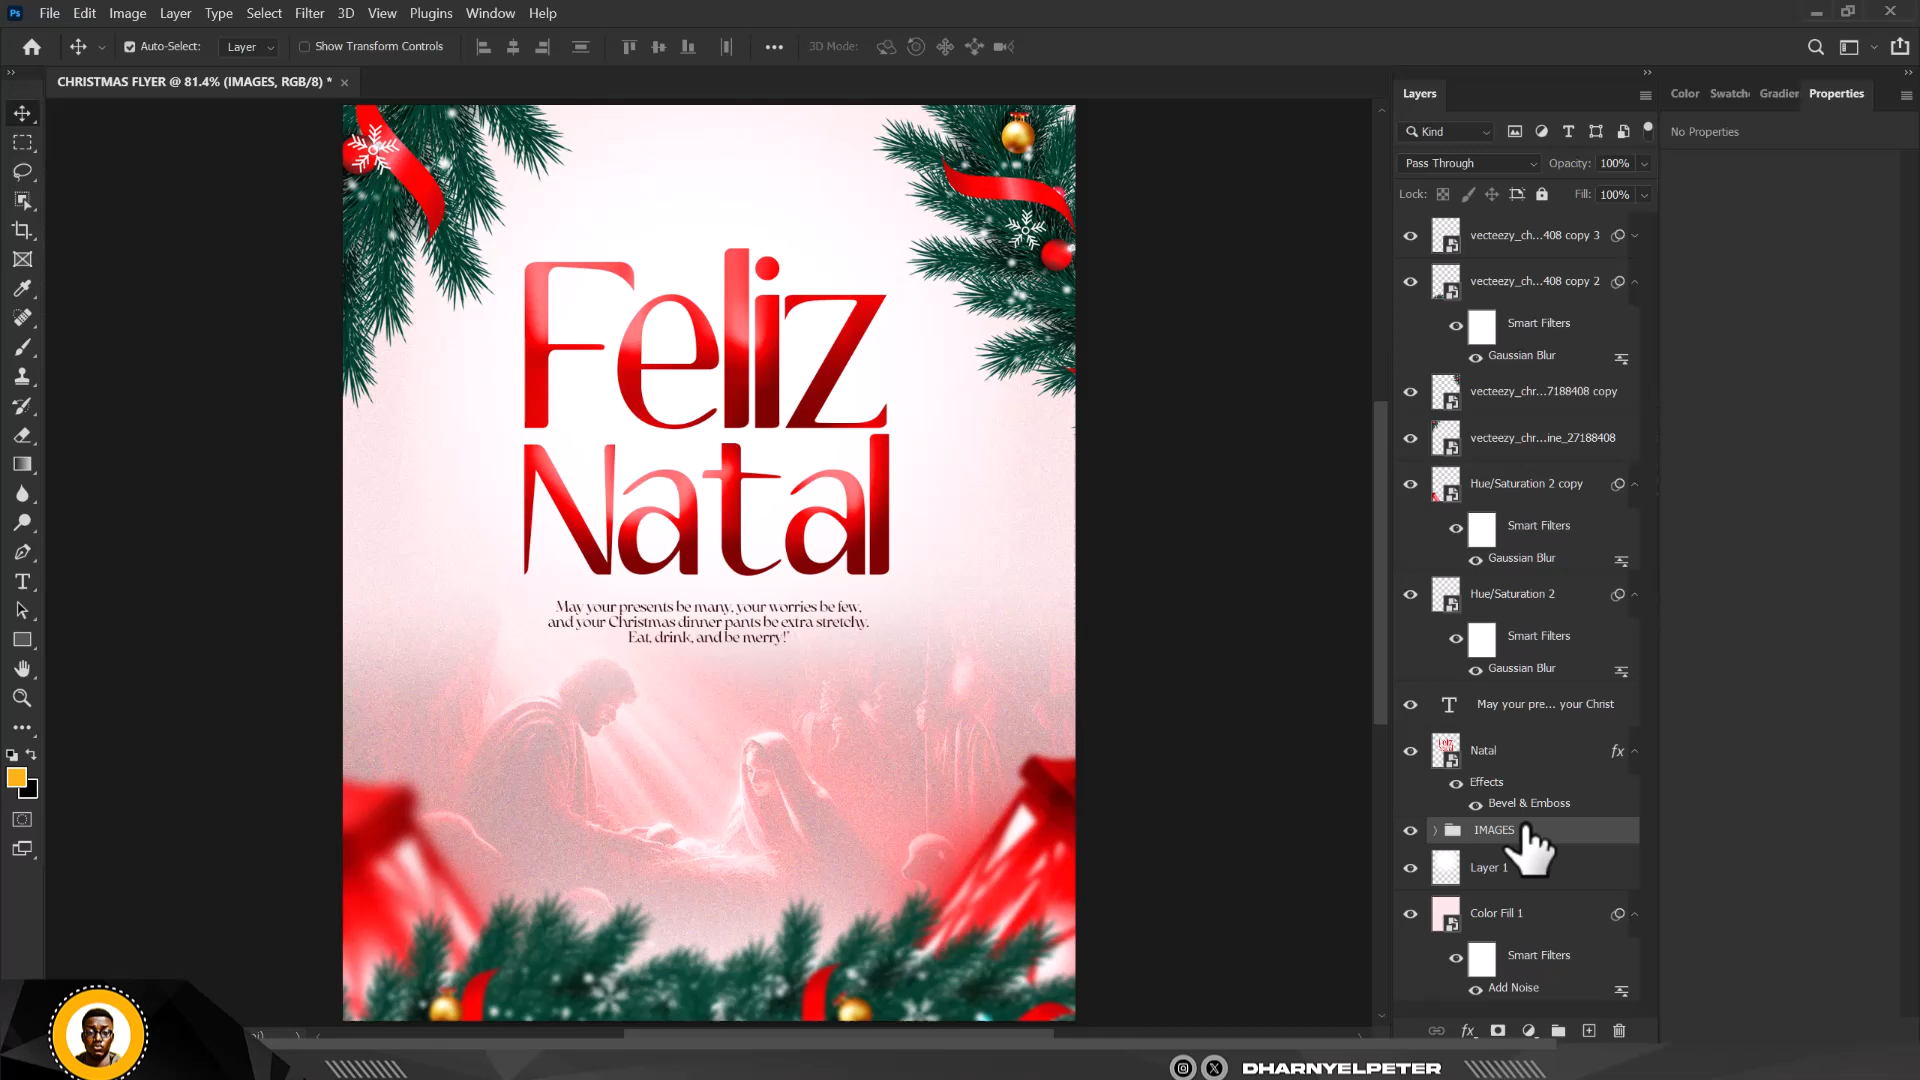 Ps File Edit Image Layer Type Select Filter 3D View Plugins Window Help
Auto-Select: Layer Show Transform Controls 3D Mode:
CHRISTMAS FLYER @ 81.4% (IMAGES, RGB/8) *
Layers
Color Swatch Gradier Properties
Kind
No Properties
Pass Through Opacity: 100%
Lock: Fill: 100%
vecteezy_ch...408 copy 3
vecteezy_ch...408 copy 2
Smart Filters
Gaussian Blur
vecteezy_chr...7188408 copy
vecteezy_chr...ine_27188408
Hue/Saturation 2 copy
Smart Filters
Gaussian Blur
Hue/Saturation 2
Smart Filters
Gaussian Blur
May your pre... your Christ
Natal fx
Effects
Bevel & Emboss
IMAGES
Layer 1
Color Fill 1
Smart Filters
Add Noise
fx
Feliz
Natal
May your presents be many, your worries be few,
and your Christmas dinner pants be extra stretchy.
Eat, drink, and be merry!"
DHARNYELPETER